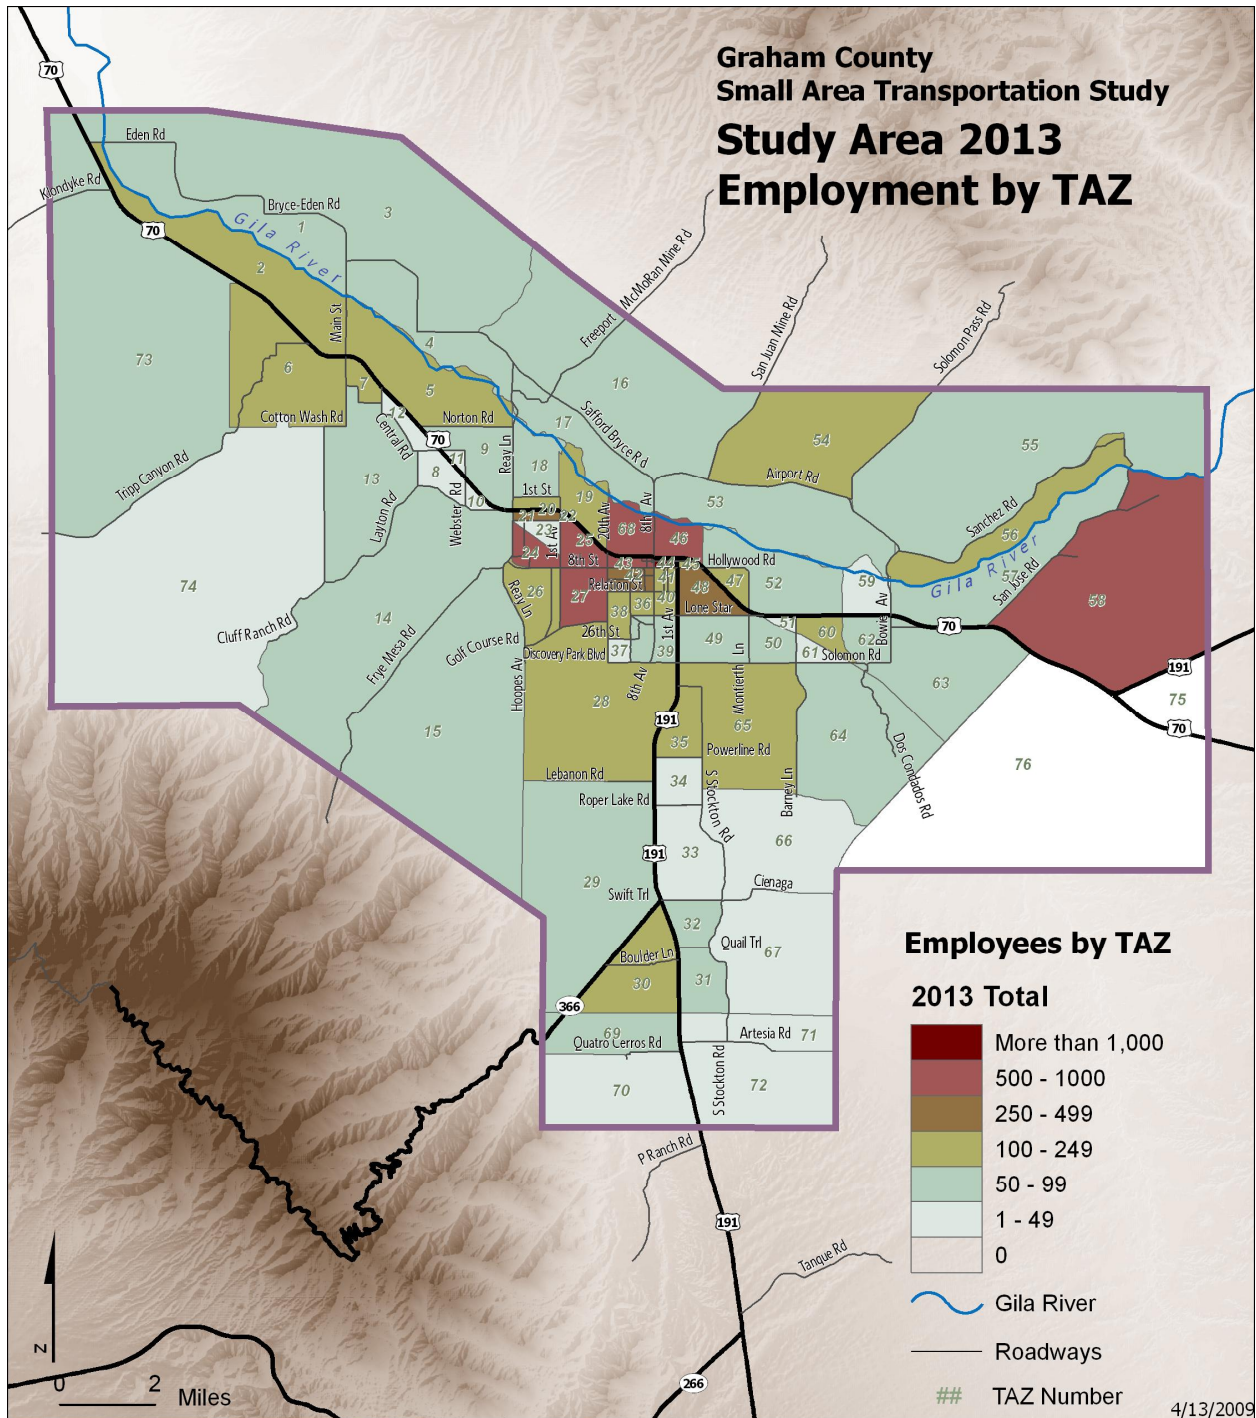 Graham County
Small Area Transportation Study
Study Area 2013
Employment by TAZ
70
Eden Rd
Klondyke Rd
Bryce-Eden Rd
1
3
70
Gila River
2
Freeport McMoRan Mine Rd
San Juan Mine Rd
Solomon Pass Rd
Main St
73
6
7
4
5
16
Cotton Wash Rd
12
Norton Rd
17
Safford Bryce Rd
54
55
Central Rd
70
9
Reay Ln
Tripp Canyon Rd
13
8
11
18
Airport Rd
Layton Rd
Webster Rd
10
1st St
19
20th Av
8th Av
53
Sanchez Rd
56
20
21
22
23
1st Av
25
68
46
24
8th St
43
44
45
Hollywood Rd
Gila River
57
San Jose Rd
58
74
Reay Ln
26
27
Relation St
42
41
48
47
52
59
Bowie Av
Cluff Ranch Rd
14
Frye Mesa Rd
38
36
40
Lone Star
51
60
62
70
Golf Course Rd
26th St
1st Av
49
50
61
Solomon Rd
Discovery Park Blvd
37
39
191
Hoopes Av
8th Av
Montierth Ln
63
75
15
28
191
65
64
70
35
Powerline Rd
Dos Condados Rd
76
Lebanon Rd
34
S Stockton Rd
Barney Ln
Roper Lake Rd
33
66
191
29
Swift Trl
Cienaga
32
Quail Trl
67
Boulder Ln
30
31
366
69
Quatro Cerros Rd
Artesia Rd
71
70
S Stockton Rd
72
P Ranch Rd
191
Tanque Rd
266
Employees by TAZ
2013 Total
More than 1,000
500 - 1000
250 - 499
100 - 249
50 - 99
1 - 49
0
Gila River
Roadways
## TAZ Number
N
0 2 Miles
4/13/2009